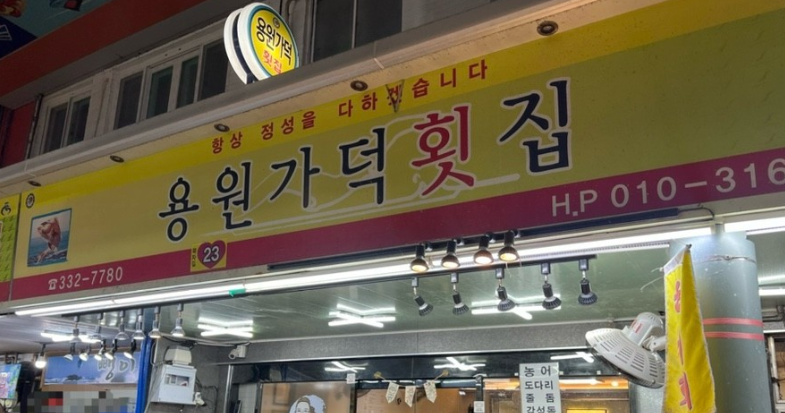 용원가덕
횟집
항상 정성을 다하겠습니다
용원가덕횟집
H.P 010-316
23
☎332-7780
농어
도다리
줄돔
감성돔